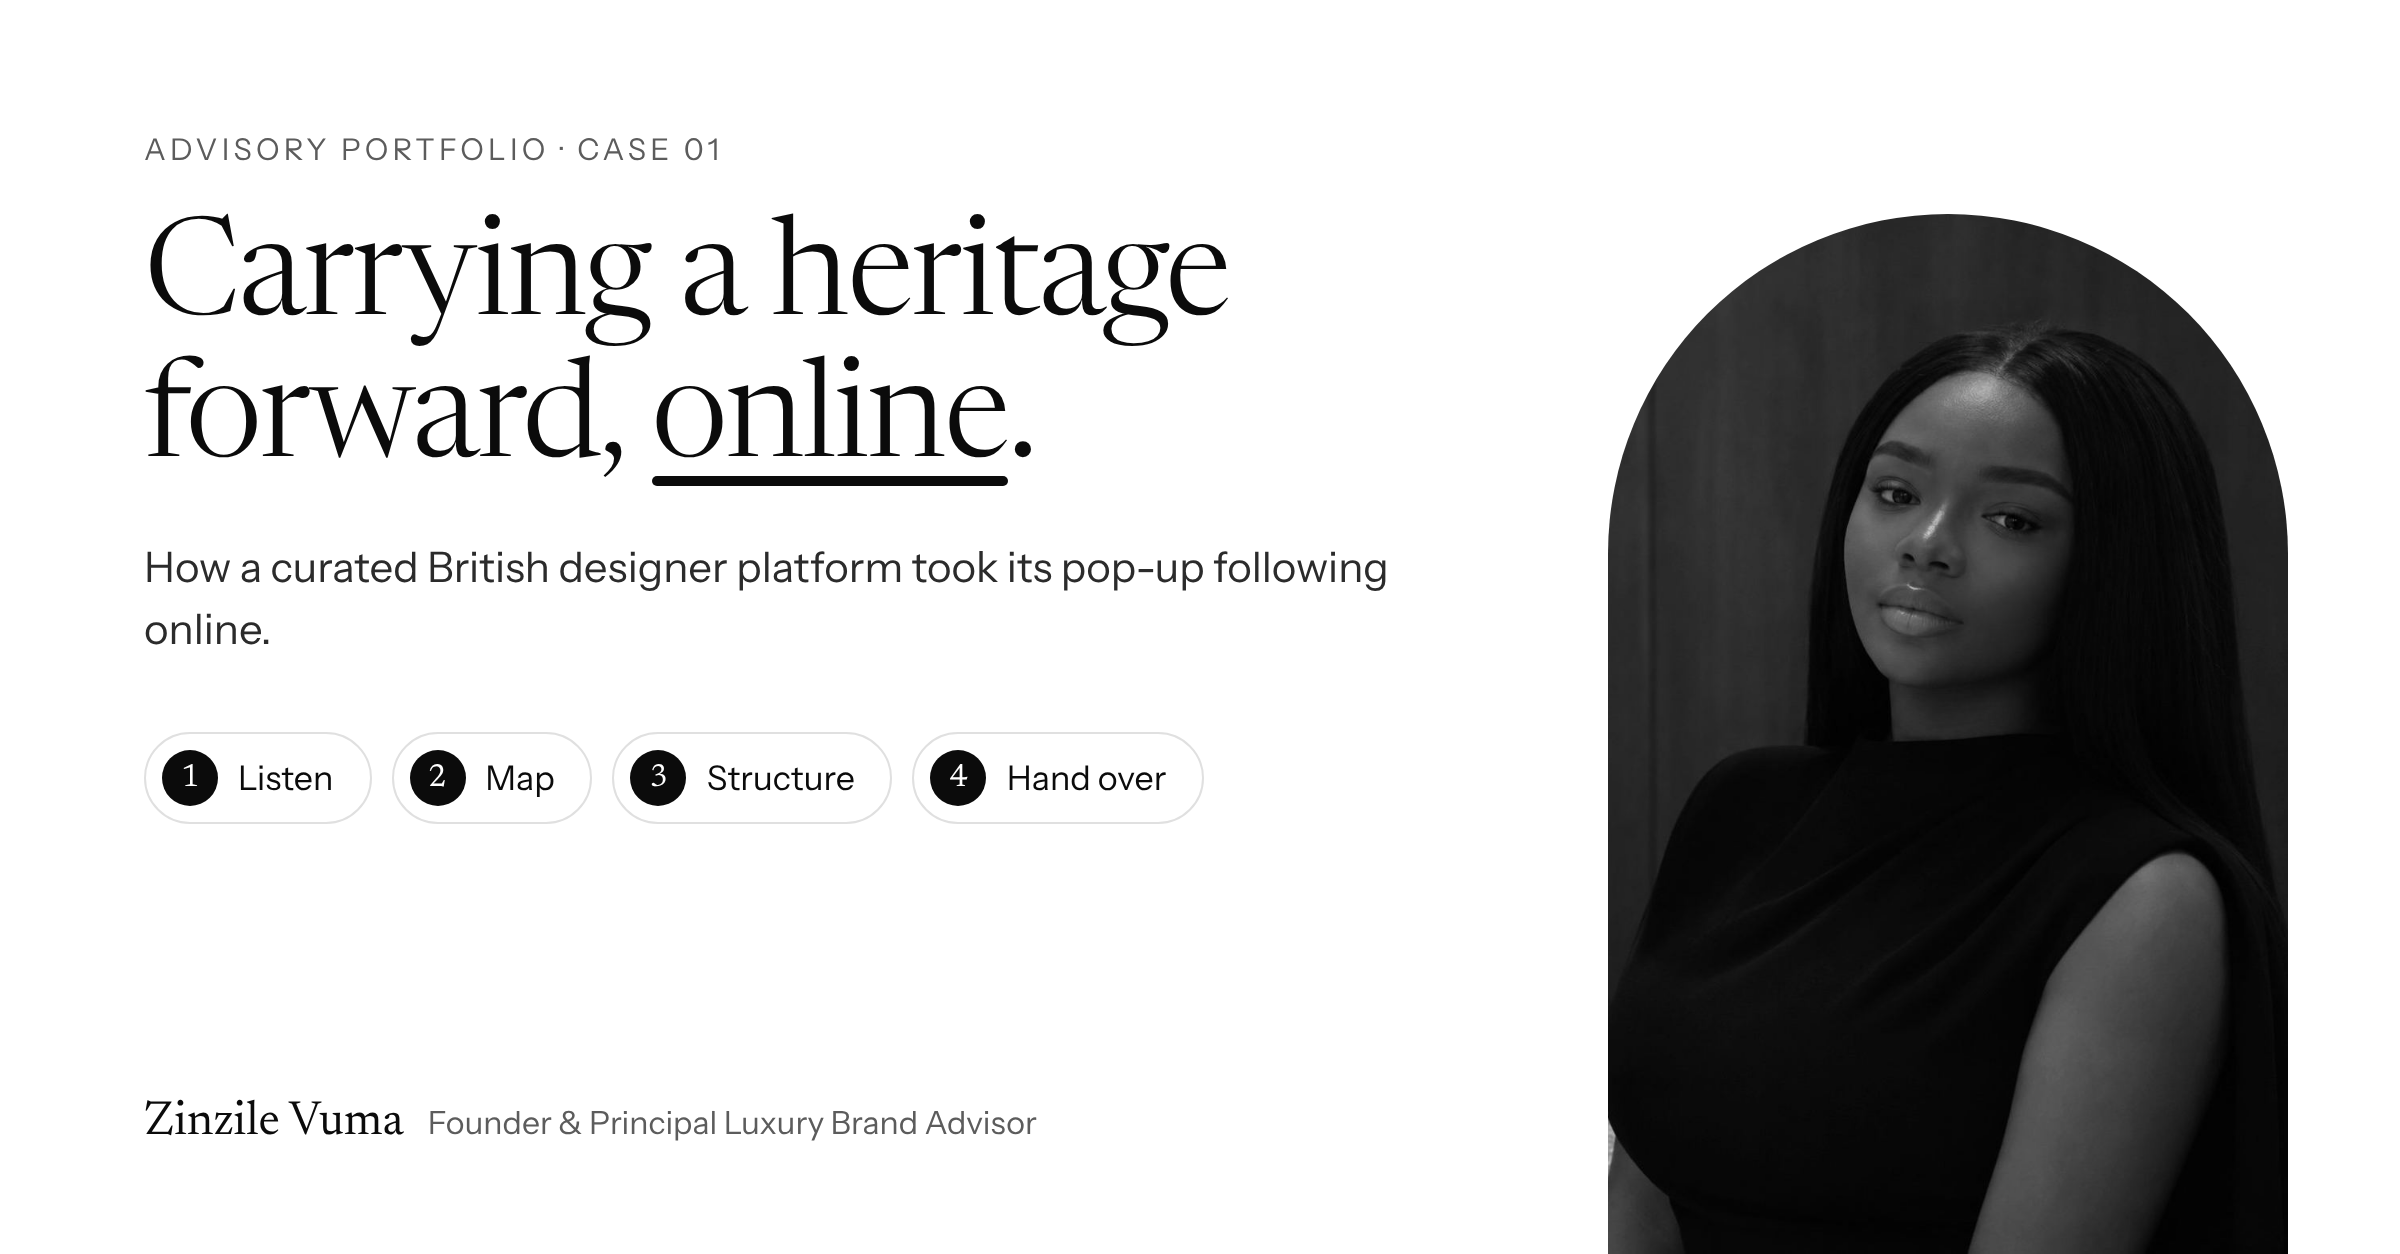 ADVISORY PORTFOLIO · CASE 01
Carrying a heritage
forward, online.
How a curated British designer platform took its pop-up following
online.
1 Listen 2 Map 3 Structure 4 Hand over
Zinzile Vuma Founder & Principal Luxury Brand Advisor